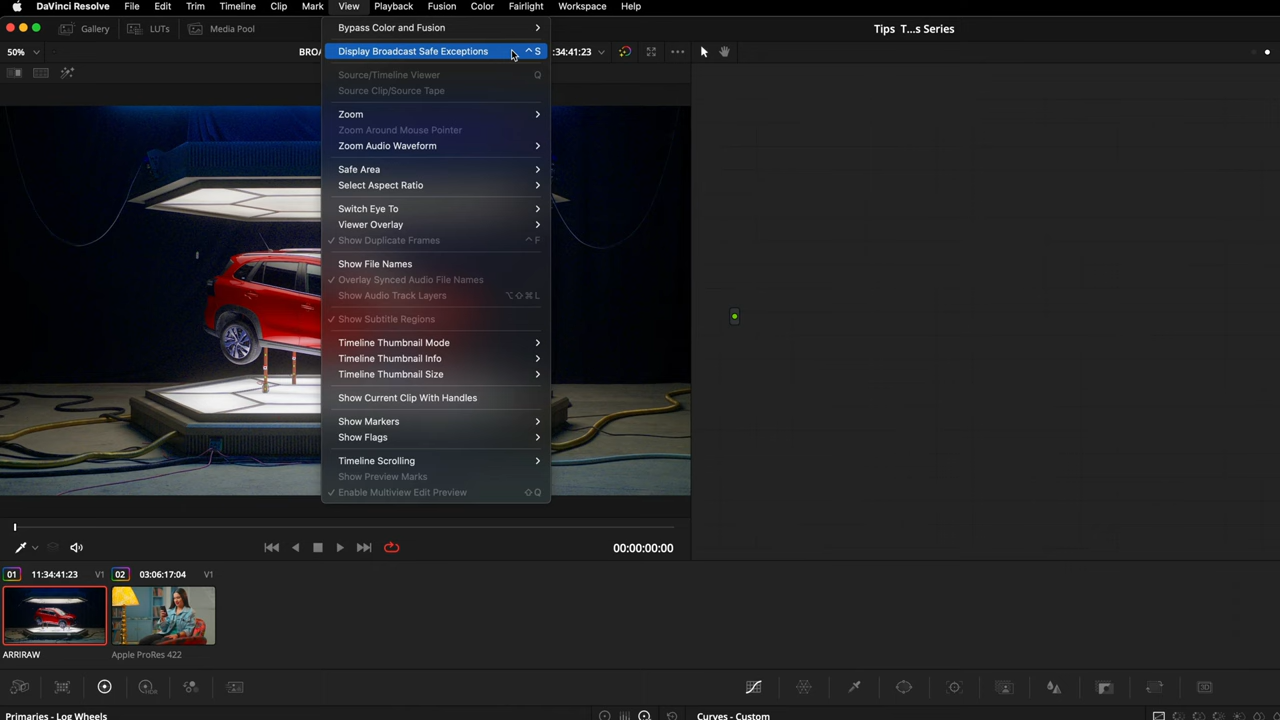 DaVinci Resolve File Edit Trim Timeline Clip Mark View Playback Fusion Color Fairlight Workspace Help
Gallery LUTs Media Pool
Tips T...s Series
50%
BROA
:34:41:23
Bypass Color and Fusion
Display Broadcast Safe Exceptions ^ S
Source/Timeline Viewer Q
Source Clip/Source Tape
Zoom
Zoom Around Mouse Pointer
Zoom Audio Waveform
Safe Area
Select Aspect Ratio
Switch Eye To
Viewer Overlay
✓ Show Duplicate Frames ^ F
Show File Names
✓ Overlay Synced Audio File Names
Show Audio Track Layers ⌥⇧⌘L
✓ Show Subtitle Regions
Timeline Thumbnail Mode
Timeline Thumbnail Info
Timeline Thumbnail Size
Show Current Clip With Handles
Show Markers
Show Flags
Timeline Scrolling
Show Preview Marks
✓ Enable Multiview Edit Preview ⇧Q
00:00:00:00
01 11:34:41:23 V1 02 03:06:17:04 V1
ARRIRAW Apple ProRes 422
HDR
3D
Primaries - Log Wheels
Curves - Custom